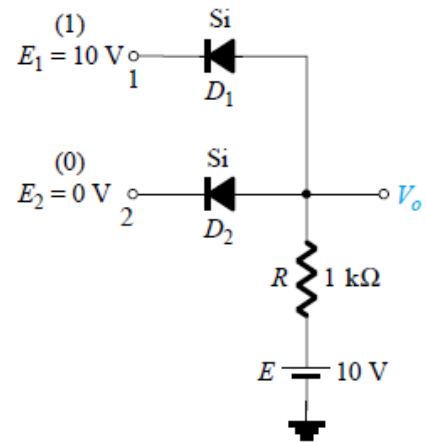 (1)
Si
E₁ = 10 V
1
D₁
(0)
Si
E₂ = 0 V
2
D₂
Vₒ
R 1 kΩ
E 10 V